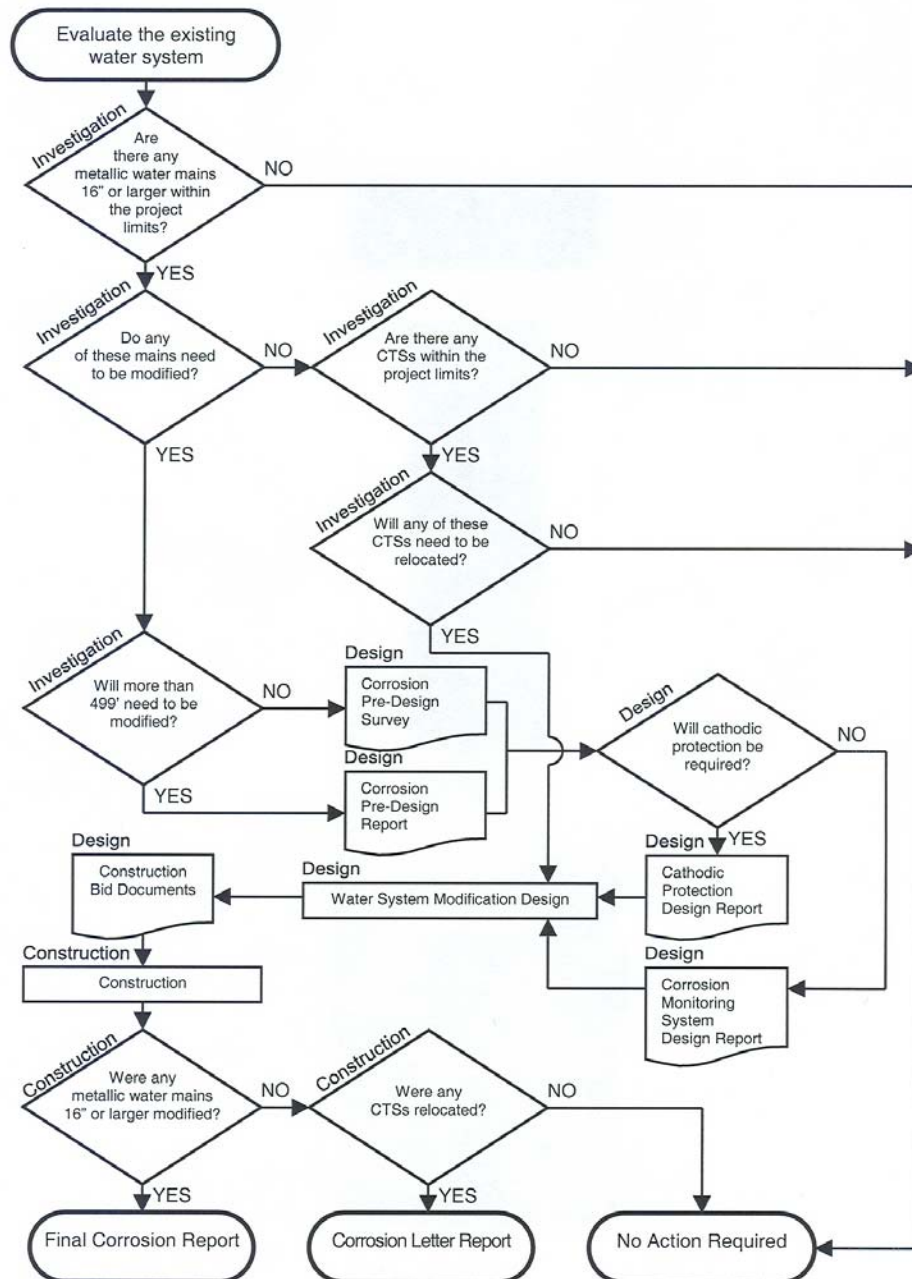 Evaluate the existing
water system
Investigation
Are
there any
metallic water mains
16" or larger within
the project
limits?
NO
YES
Investigation
Do any
of these mains need
to be modified?
NO
YES
Investigation
Are there any
CTSs within the
project limits?
NO
YES
Investigation
Will any of these
CTSs need to be
relocated?
NO
YES
Investigation
Will more than
499' need to be
modified?
NO
YES
Design
Corrosion
Pre-Design
Survey
Design
Corrosion
Pre-Design
Report
Design
Will cathodic
protection be
required?
NO
YES
Design
Cathodic
Protection
Design Report
Design
Corrosion
Monitoring
System
Design Report
Design
Water System Modification Design
Design
Construction
Bid Documents
Construction
Construction
Construction
Were any
metallic water mains
16" or larger modified?
NO
YES
Construction
Were any
CTSs relocated?
NO
YES
Final Corrosion Report
Corrosion Letter Report
No Action Required